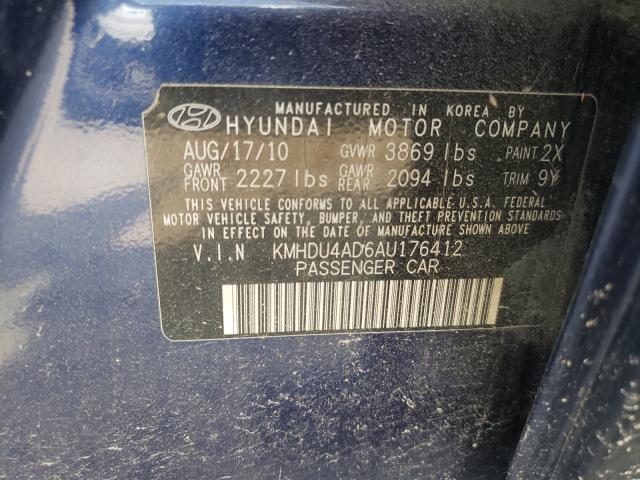 MANUFACTURED IN KOREA BY
HYUNDAI MOTOR COMPANY
AUG/17/10 GVWR 3869 lbs PAINT 2X
GAWR FRONT 2227 lbs GAWR REAR 2094 lbs TRIM 9Y
THIS VEHICLE CONFORMS TO ALL APPLICABLE U.S.A. FEDERAL
MOTOR VEHICLE SAFETY, BUMPER, AND THEFT PREVENTION STANDARDS
IN EFFECT ON THE DATE OF MANUFACTURE SHOWN ABOVE.
V.I.N KMHDU4AD6AU176412
PASSENGER CAR